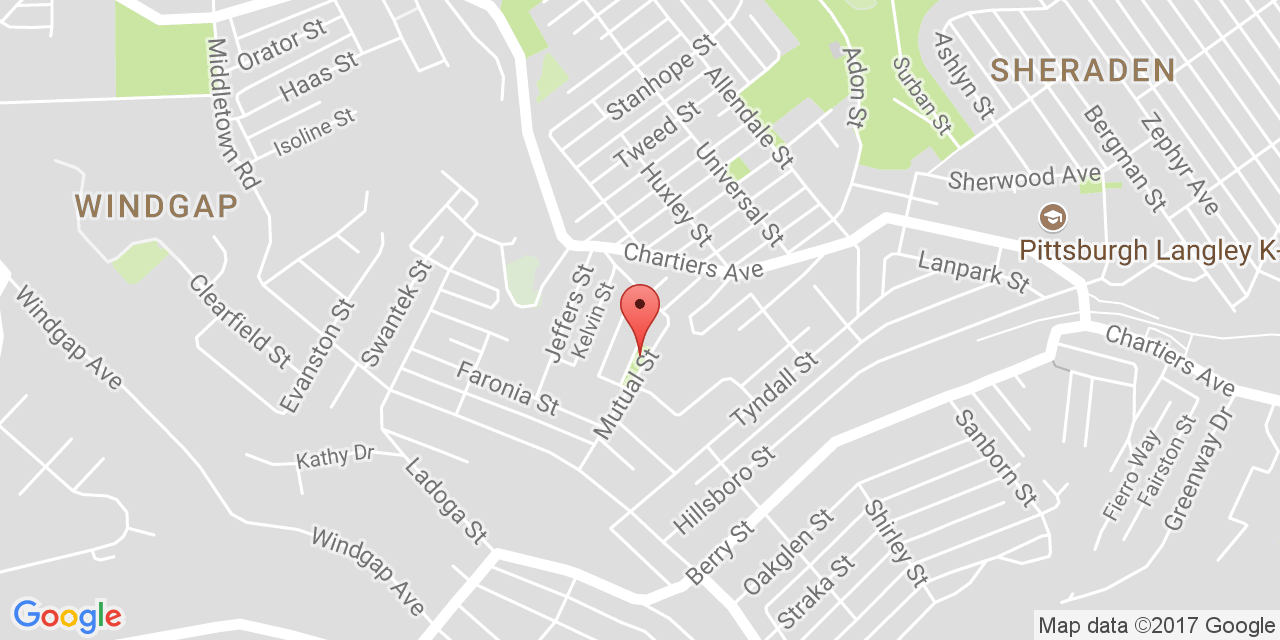 Orator St
Haas St
Isoline St
Middletown Rd
Stanhope St
Tweed St
Allendale St
Universal St
Huxley St
Adon St
Surban St
Ashlyn St
SHERADEN
Bergman St
Zephyr Ave
Sherwood Ave
WINDGAP
Pittsburgh Langley K-
Chartiers Ave
Lanpark St
Clearfield St
Windgap Ave
Evanston St
Swantek St
Jeffers St
Kelvin St
Mutual St
Faronia St
Tyndall St
Chartiers Ave
Kathy Dr
Ladoga St
Hillsboro St
Sanborn St
Fierro Way
Fairston St
Greenway Dr
Windgap Ave
Berry St
Oakglen St
Shirley St
Straka St
Google
Map data ©2017 Google